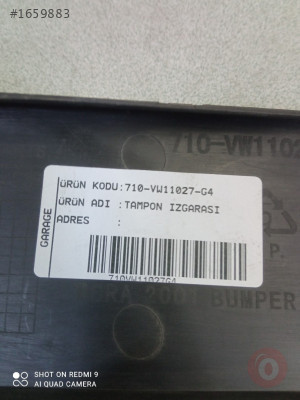 #1659883
710-VW1102
GARAGE
ÜRÜN KODU:710-VW11027-G4
ÜRÜN ADI :TAMPON IZGARASI
ADRES :
710VW11027G4
P.
BUMPER
SHOT ON REDMI 9
AI QUAD CAMERA